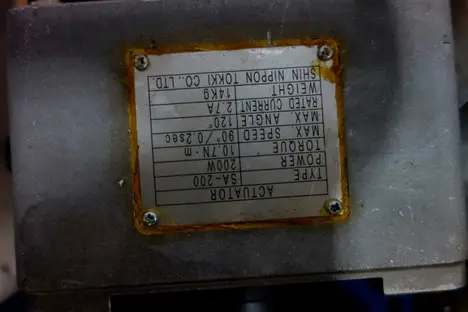 ACTUATOR
TYPE SA-200
POWER 200W
TORQUE 10.7N·m
MAX. SPEED 90°/0.2sec
MAX. ANGLE 120°
RATED CURRENT 2.7A
WEIGHT 14Kg
SHIN NIPPON TOKKI CO., LTD.